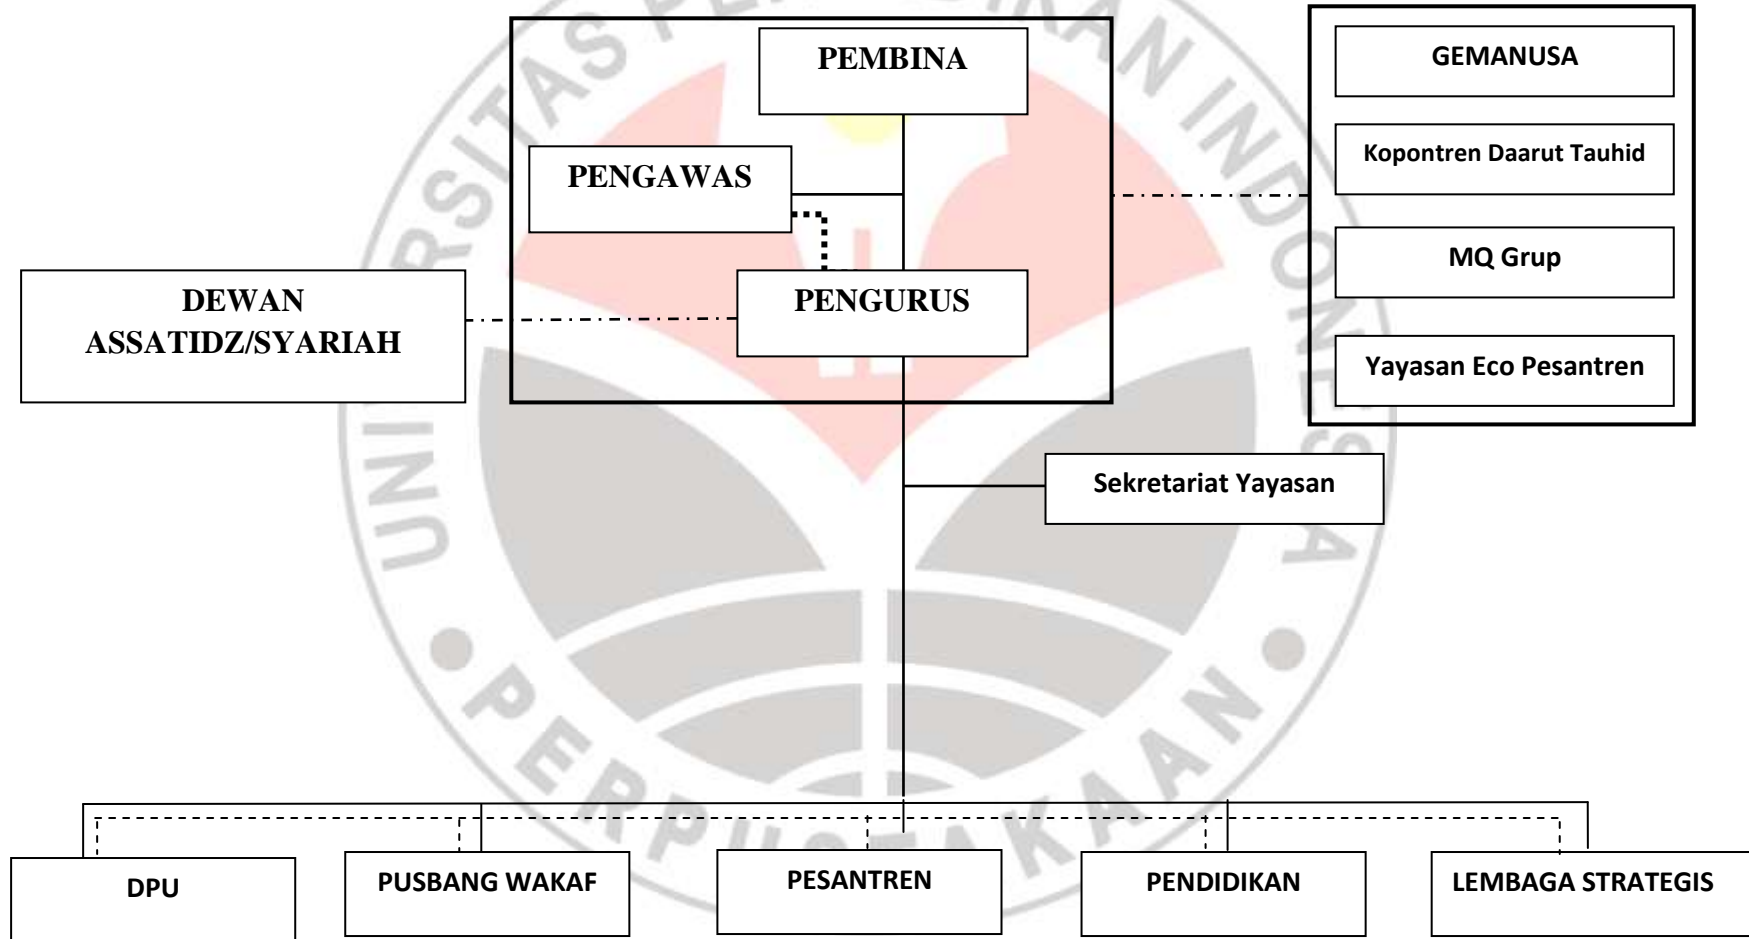 PEMBINA
PENGAWAS
PENGURUS
DEWAN
ASSATIDZ/SYARIAH
GEMANUSA
Kopontren Daarut Tauhid
MQ Grup
Yayasan Eco Pesantren
Sekretariat Yayasan
DPU
PUSBANG WAKAF
PESANTREN
PENDIDIKAN
LEMBAGA STRATEGIS
PERPUSTAKAAN